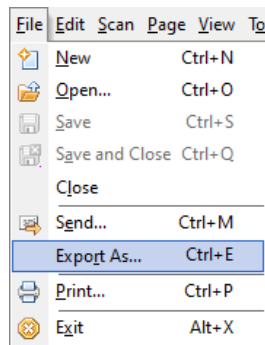 File Edit Scan Page View To
New Ctrl+N
Open... Ctrl+O
Save Ctrl+S
Save and Close Ctrl+Q
Close
Send... Ctrl+M
Export As... Ctrl+E
Print... Ctrl+P
Exit Alt+X